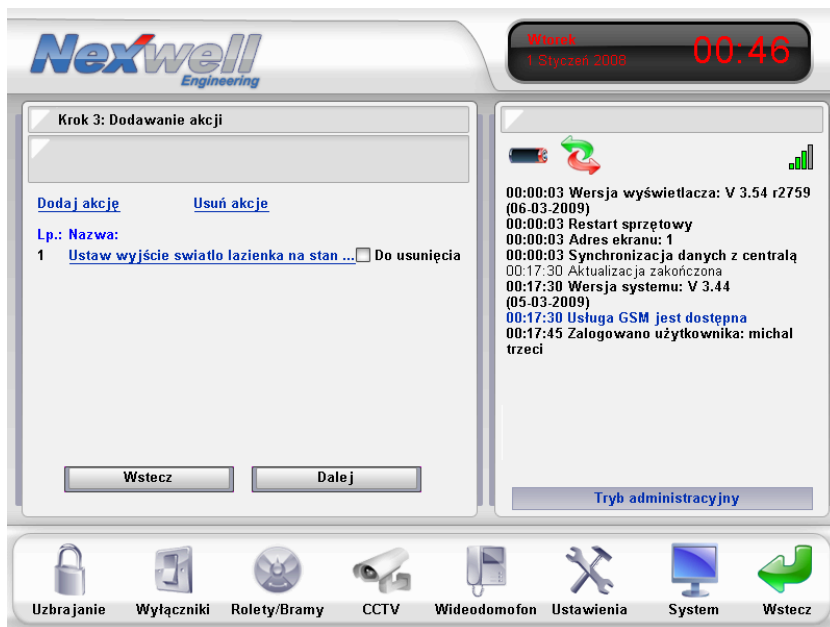 Nexwell
Engineering
Wtorek
1 Styczeń 2008
00:46
Krok 3: Dodawanie akcji
Dodaj akcję Usuń akcje
Lp.: Nazwa:
1 Ustaw wyjście swiatlo lazienka na stan ... Do usunięcia
Wstecz Dalej
00:00:03 Wersja wyświetlacza: V 3.54 r2759
(06-03-2009)
00:00:03 Restart sprzętowy
00:00:03 Adres ekranu: 1
00:00:03 Synchronizacja danych z centralą
00:17:30 Aktualizacja zakończona
00:17:30 Wersja systemu: V 3.44
(05-03-2009)
00:17:30 Usługa GSM jest dostępna
00:17:45 Zalogowano użytkownika: michal
trzeci
Tryb administracyjny
Uzbrajanie Wyłączniki Rolety/Bramy CCTV Wideodomofon Ustawienia System Wstecz